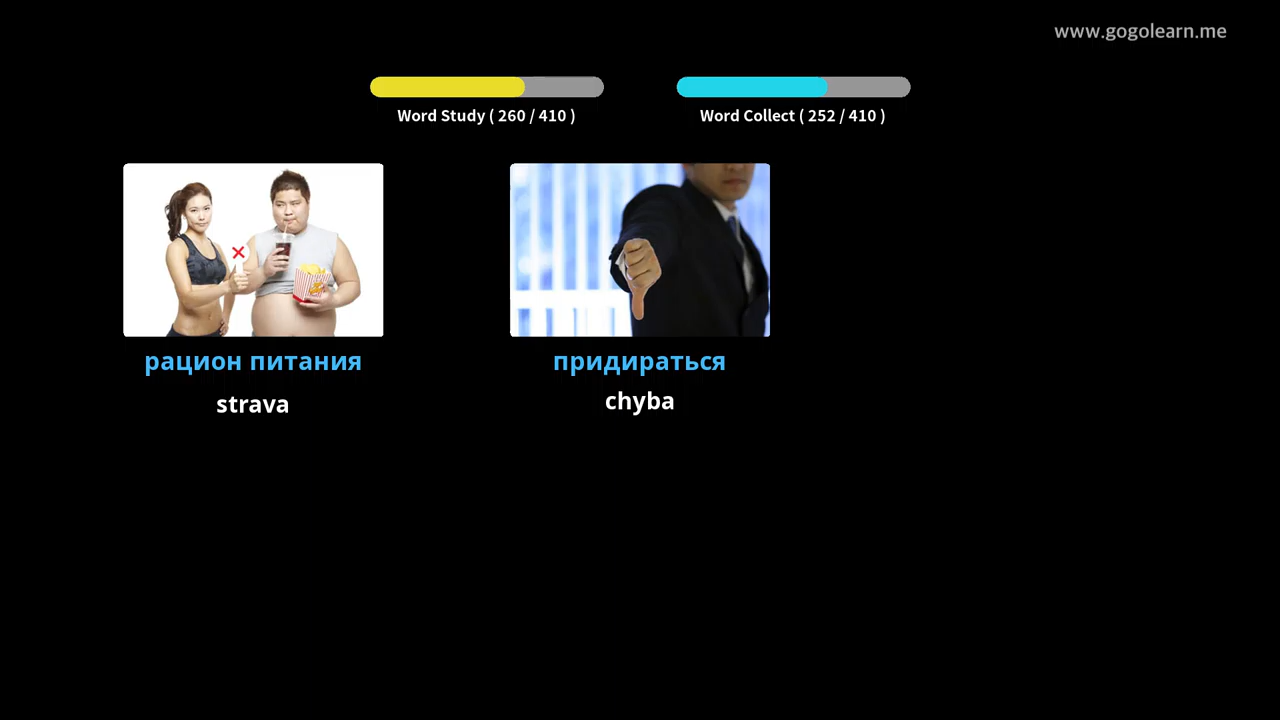 www.gogolearn.me
Word Study ( 260 / 410 )
Word Collect ( 252 / 410 )
рацион питания
strava
придираться
chyba